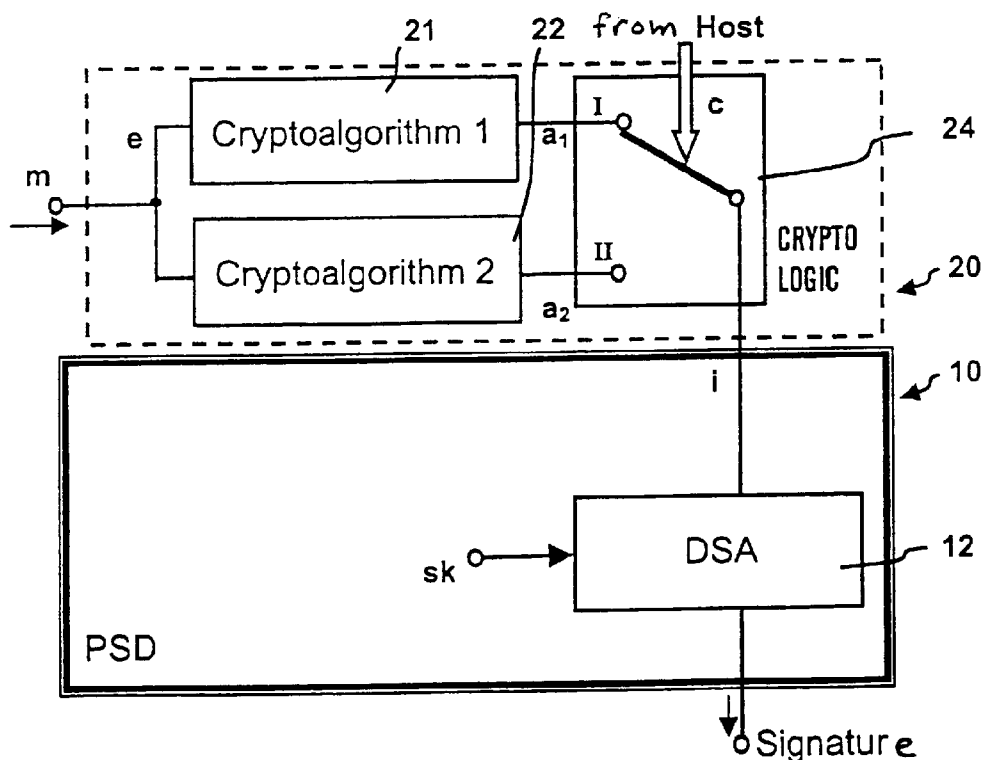 21
22
from Host
Cryptoalgorithm 1
e
a1
I
c
24
m
Cryptoalgorithm 2
a2
II
CRYPTO
LOGIC
20
10
i
DSA
12
sk
PSD
Signature